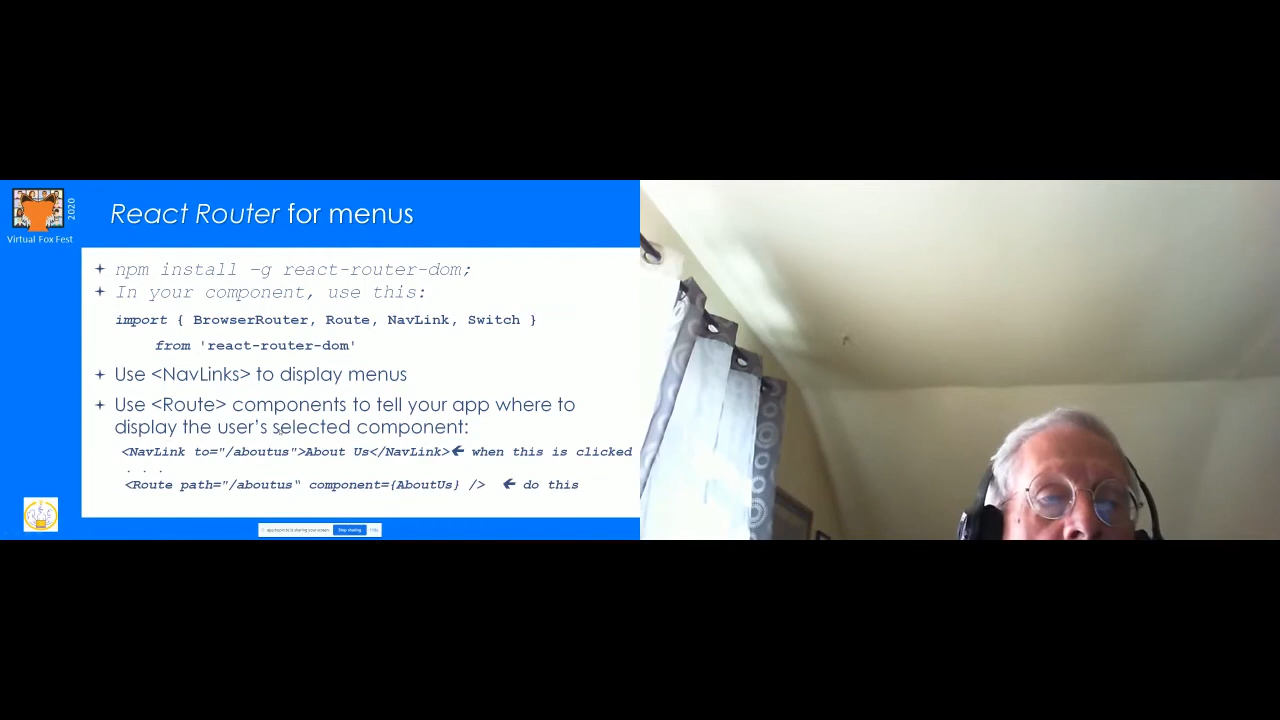 React Router for menus
2020
Virtual Fox Fest
npm install -g react-router-dom;
In your component, use this:
import { BrowserRouter, Route, NavLink, Switch }
from 'react-router-dom'
Use <NavLinks> to display menus
Use <Route> components to tell your app where to
display the user's selected component:
<NavLink to="/aboutus">About Us</NavLink>🡸 when this is clicked
. . .
<Route path="/aboutus" component={AboutUs} /> 🡸 do this
Stop sharing
Hide